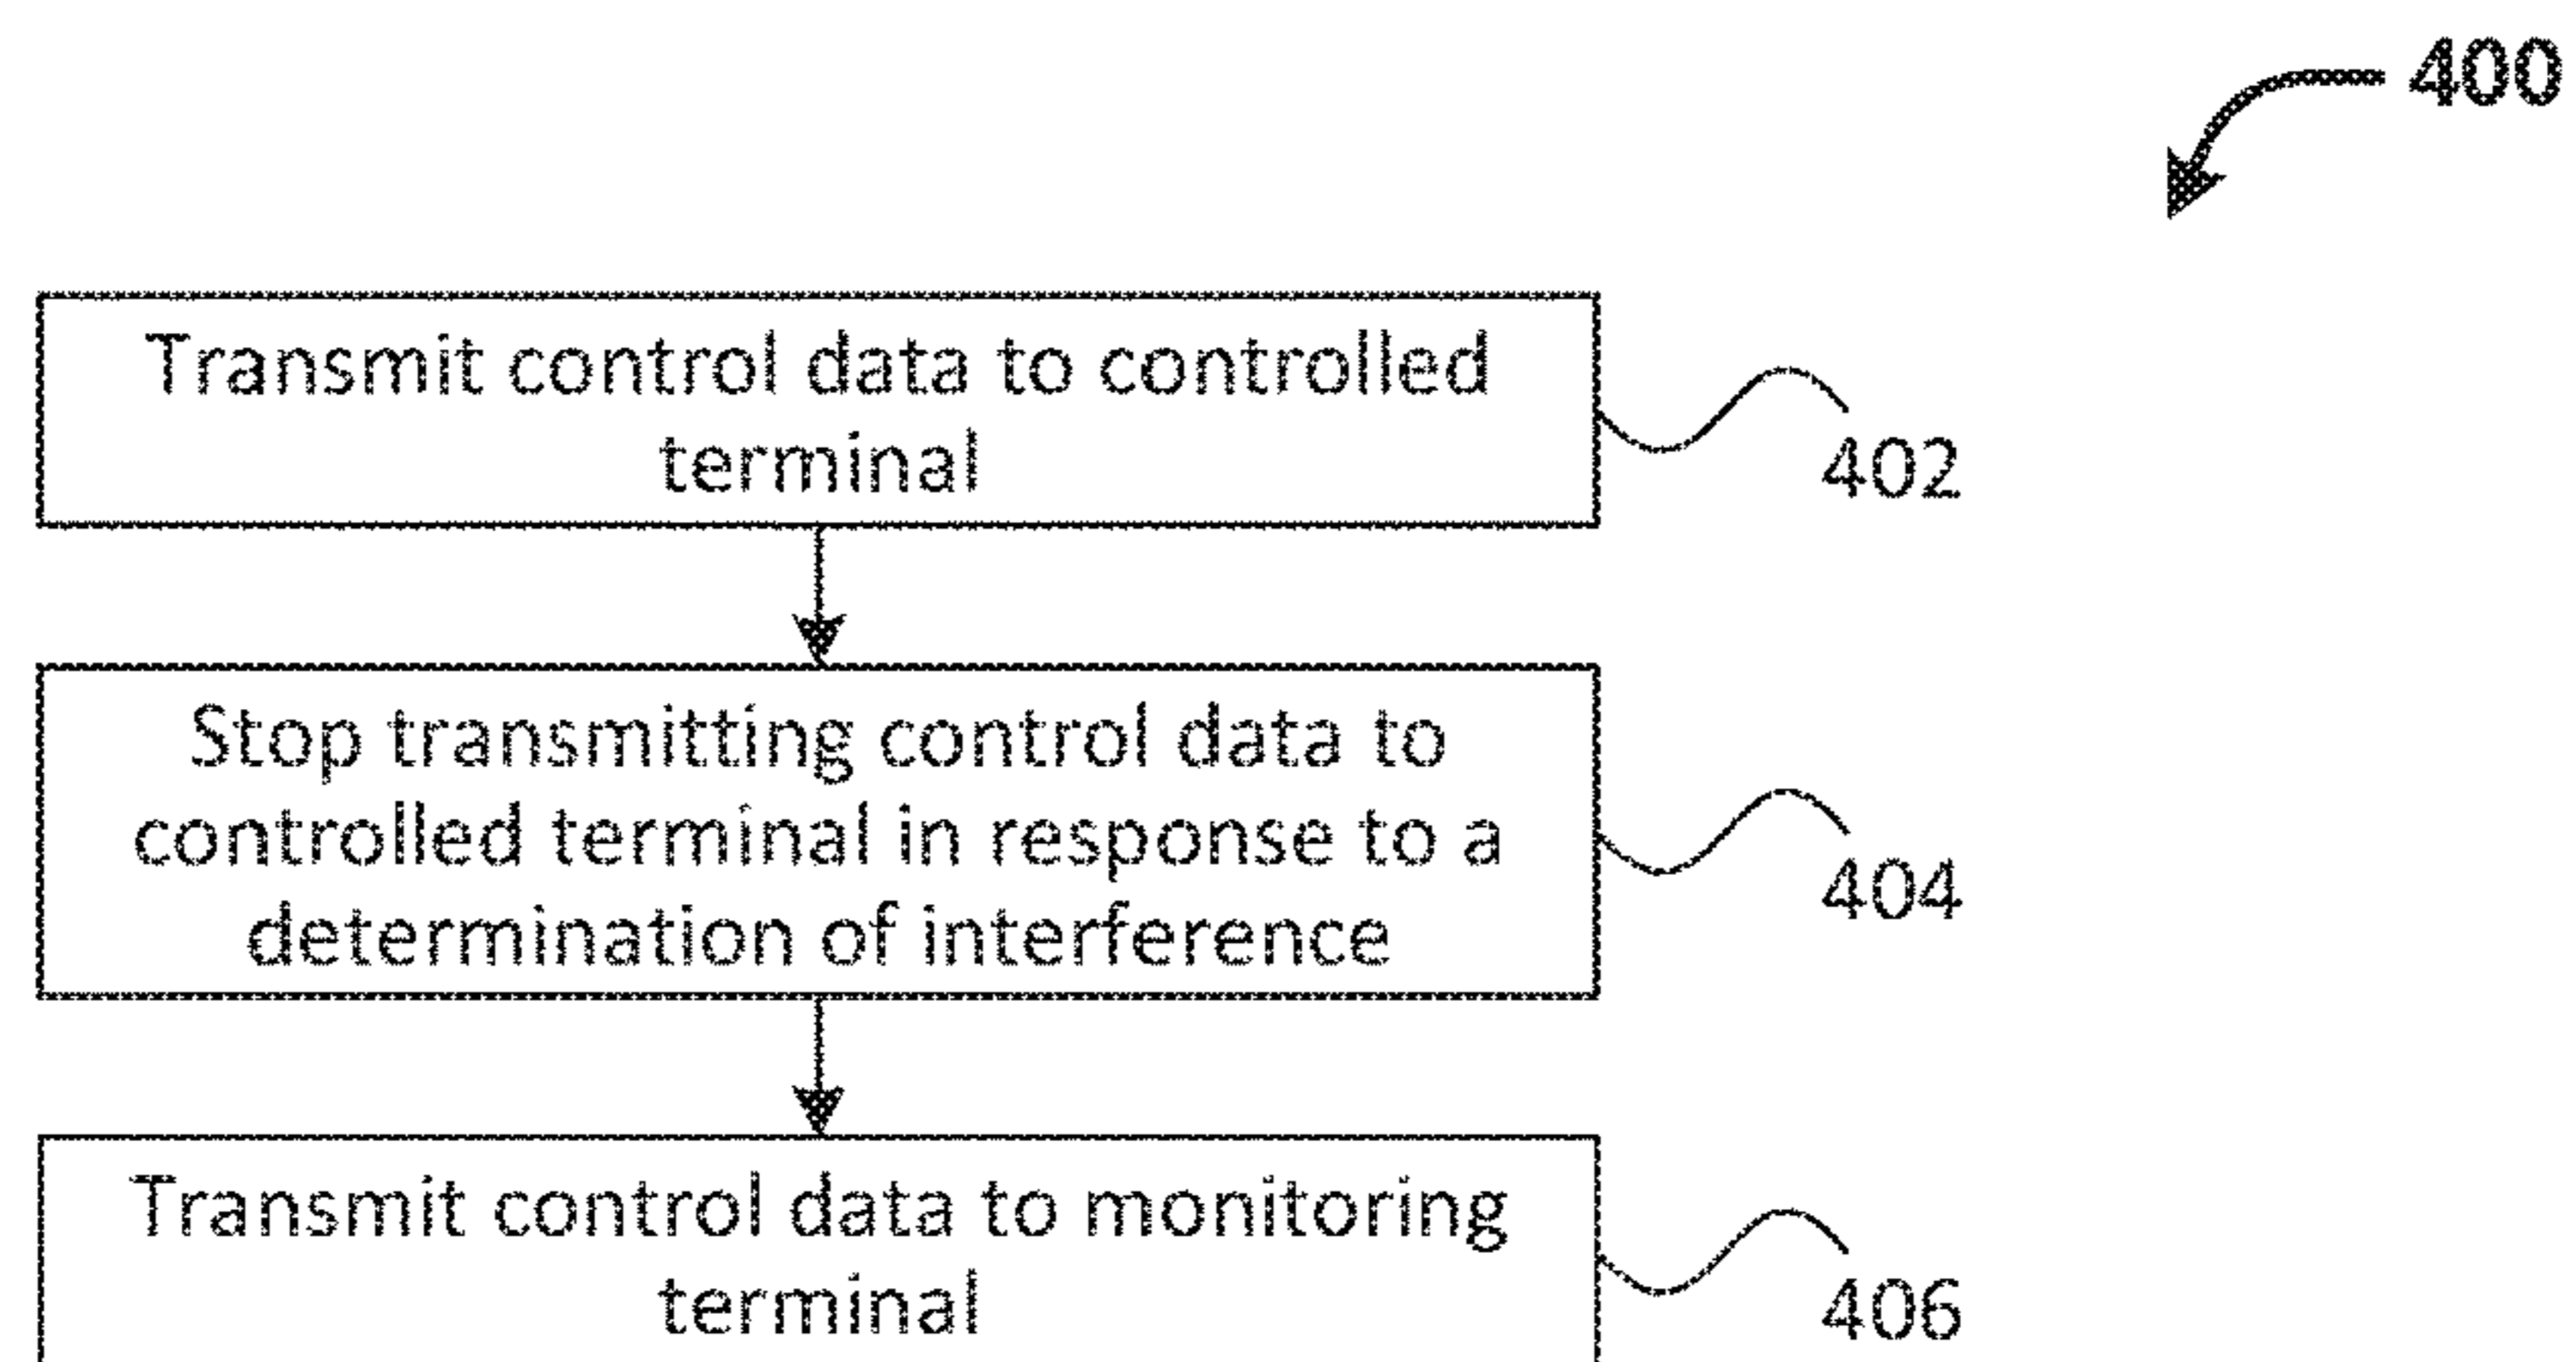 400
Transmit control data to controlled
terminal
402
Stop transmitting control data to
controlled terminal in response to a
determination of interference
404
Transmit control data to monitoring
terminal
406